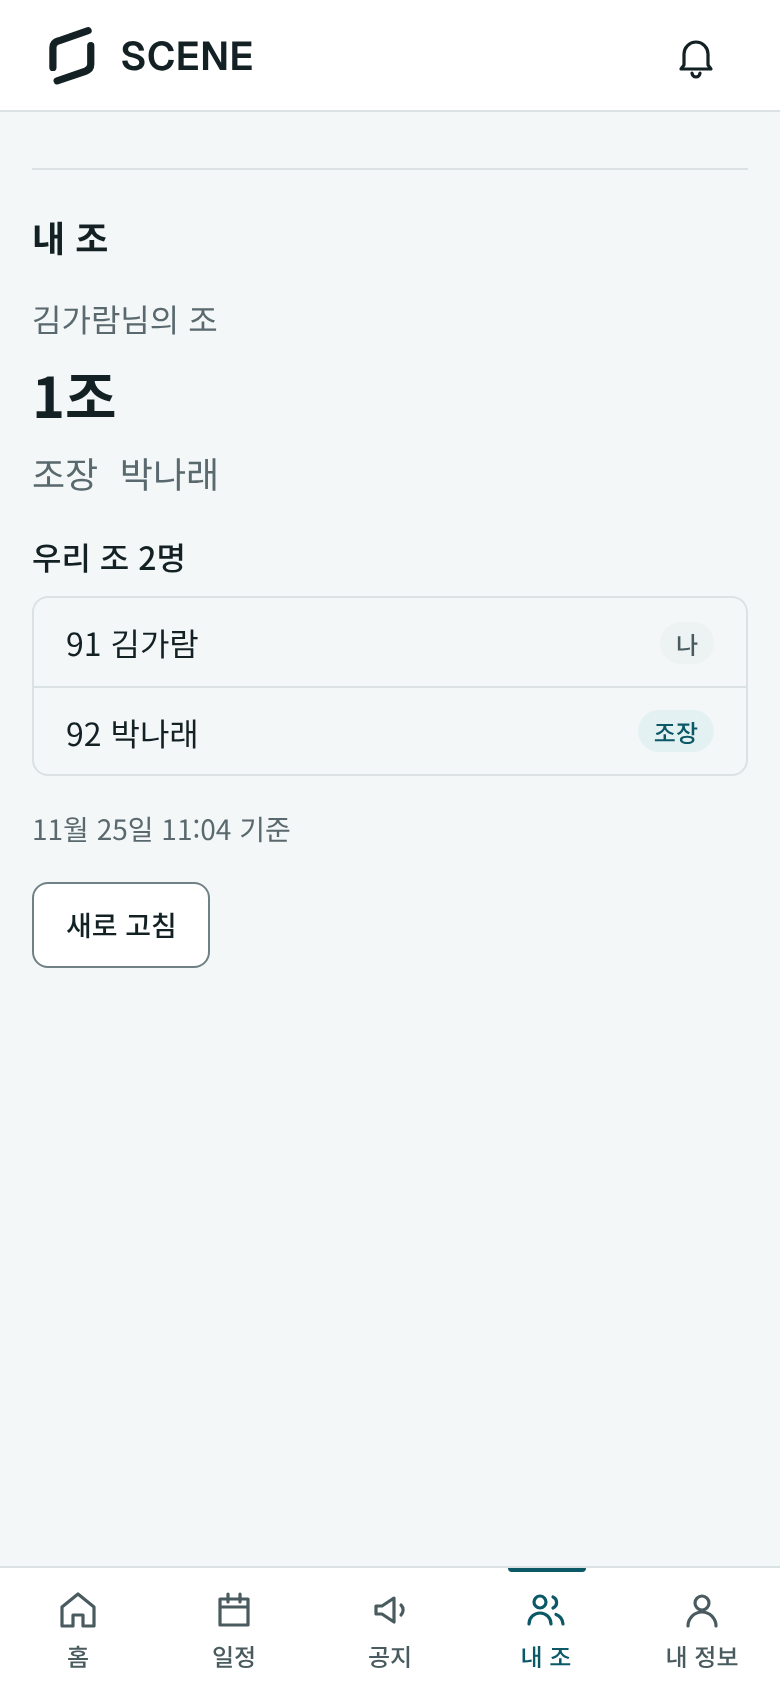 SCENE
내 조
김가람님의 조
1조
조장 박나래
우리 조 2명
91 김가람 나
92 박나래 조장
11월 25일 11:04 기준
새로 고침
홈 일정 공지 내 조 내 정보